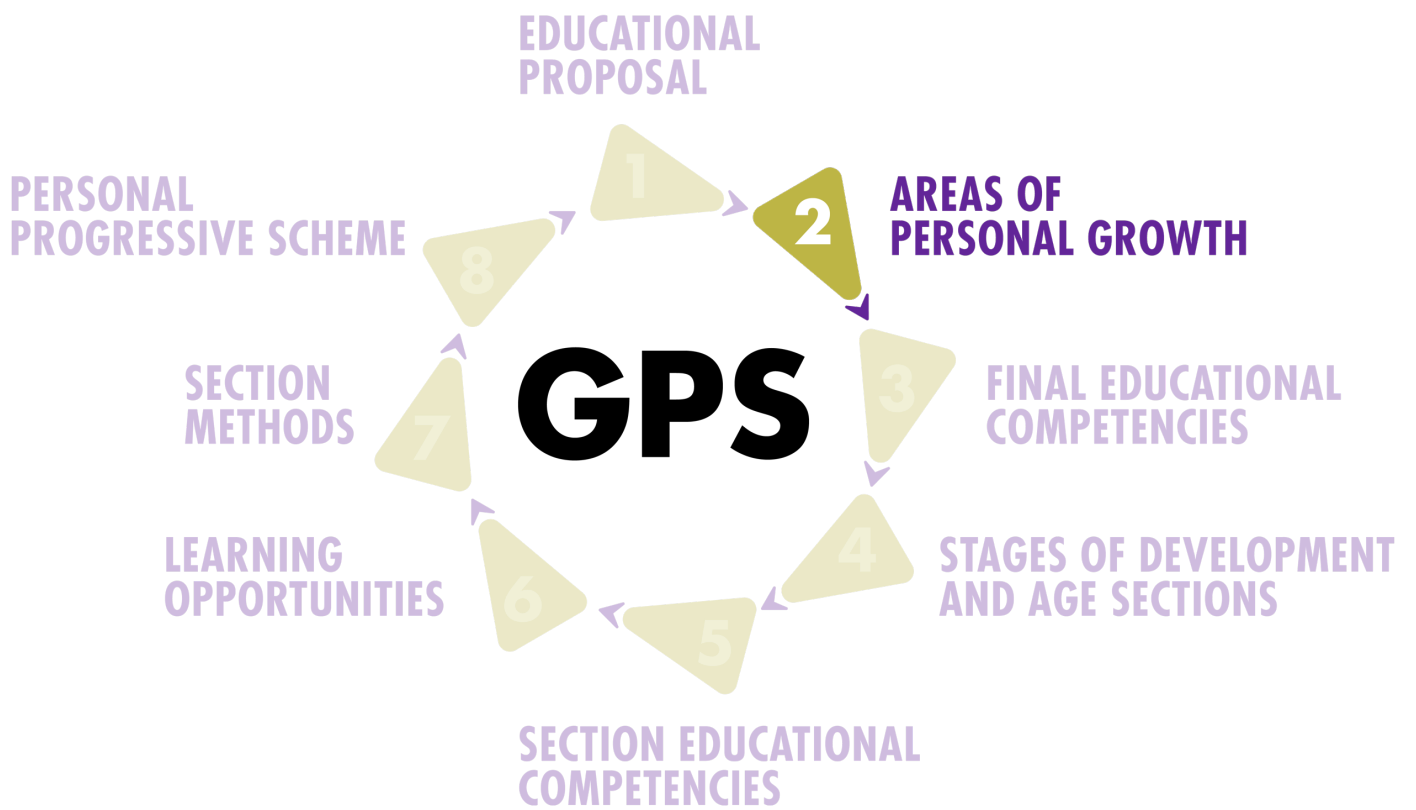 EDUCATIONAL
PROPOSAL
1
2
AREAS OF
PERSONAL GROWTH
3
FINAL EDUCATIONAL
COMPETENCIES
4
STAGES OF DEVELOPMENT
AND AGE SECTIONS
5
SECTION EDUCATIONAL
COMPETENCIES
6
LEARNING
OPPORTUNITIES
7
SECTION
METHODS
8
PERSONAL
PROGRESSIVE SCHEME
GPS